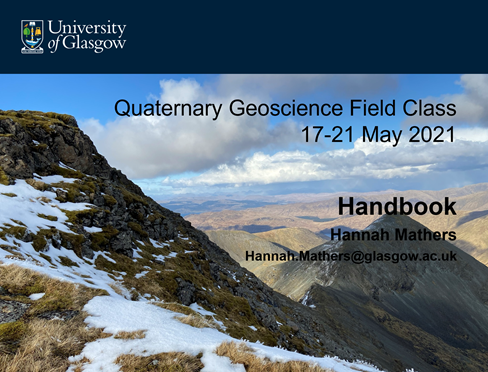 University
of Glasgow
Quaternary Geoscience Field Class
17-21 May 2021
Handbook
Hannah Mathers
Hannah.Mathers@glasgow.ac.uk